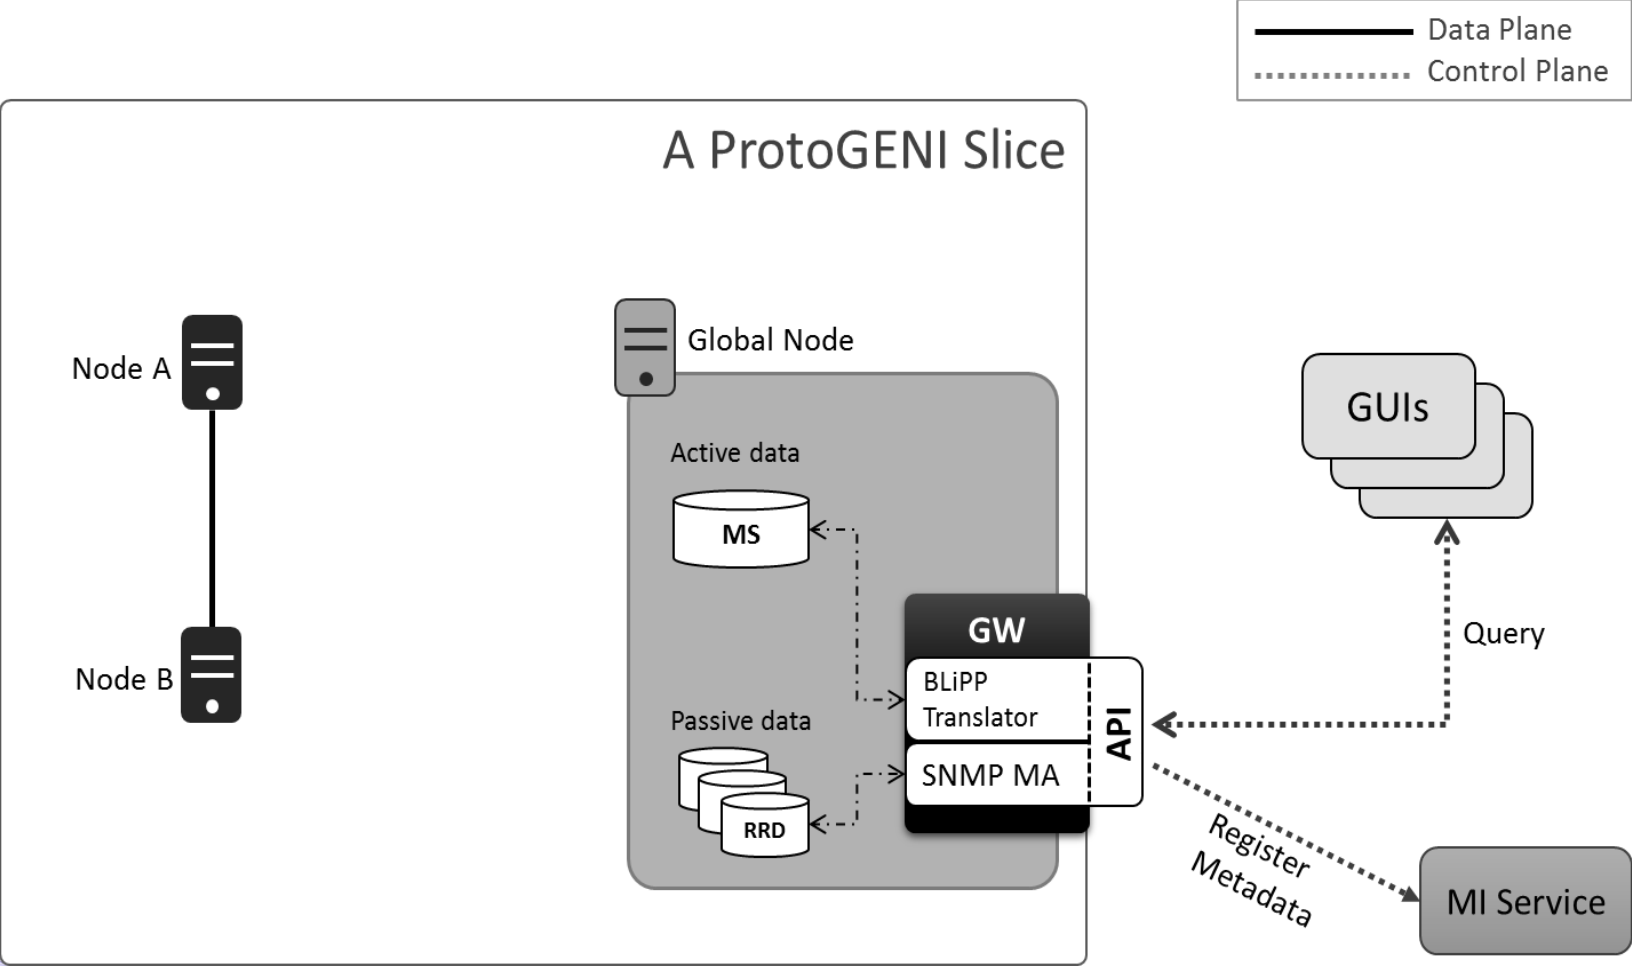 Data Plane
Control Plane
A ProtoGENI Slice
Node A
Global Node
GUIs
Active data
MS
GW
Query
Node B
BLiPP
Translator
API
Passive data
SNMP MA
RRD
Register
Metadata
MI Service